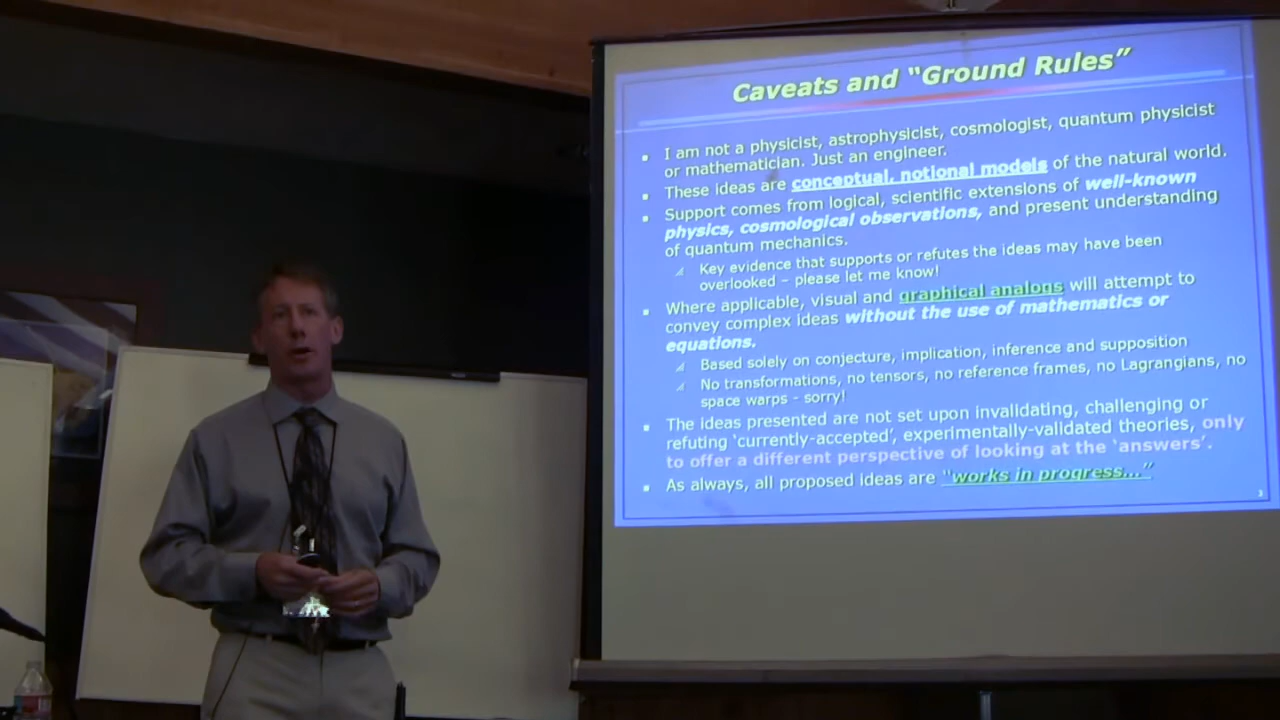 Caveats and “Ground Rules”
I am not a physicist, astrophysicist, cosmologist, quantum physicist
or mathematician. Just an engineer.
These ideas are conceptual, notional models of the natural world.
Support comes from logical, scientific extensions of well-known
physics, cosmological observations, and present understanding
of quantum mechanics.
Key evidence that supports or refutes the ideas may have been
overlooked – please let me know!
Where applicable, visual and graphical analogs will attempt to
convey complex ideas without the use of mathematics or
equations.
Based solely on conjecture, implication, inference and supposition
No transformations, no tensors, no reference frames, no Lagrangians, no
space warps - sorry!
The ideas presented are not set upon invalidating, challenging or
refuting ‘currently-accepted’, experimentally-validated theories, only
to offer a different perspective of looking at the ‘answers’.
As always, all proposed ideas are “works in progress...”